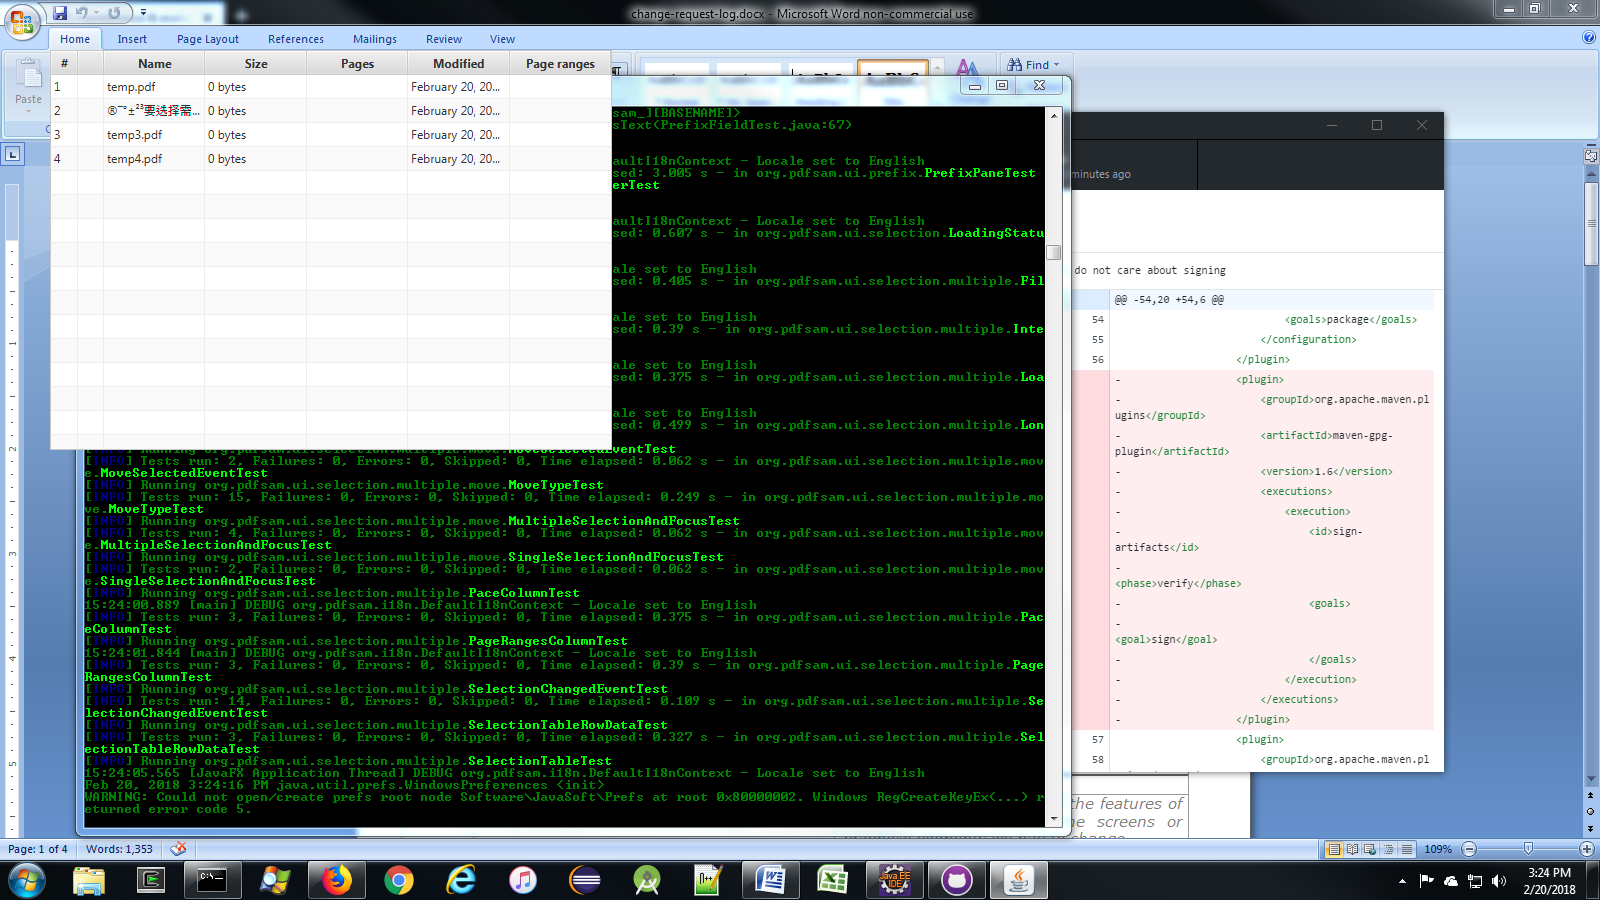 change-request-log.docx - Microsoft Word non-commercial use
Home Insert Page Layout References Mailings Review View
Paste
Find
# Name Size Pages Modified Page ranges
1 temp.pdf 0 bytes February 20, 20...
2 0 bytes February 20, 20...
3 temp3.pdf 0 bytes February 20, 20...
4 temp4.pdf 0 bytes February 20, 20...
sam_][BASENAME]>
sText(PrefixFieldTest.java:67)
aultI18nContext - Locale set to English
sed: 3.005 s - in org.pdfsam.ui.prefix.PrefixPaneTest
erTest
aultI18nContext - Locale set to English
sed: 0.607 s - in org.pdfsam.ui.selection.LoadingStatu
ale set to English
sed: 0.405 s - in org.pdfsam.ui.selection.multiple.Fil
ale set to English
sed: 0.39 s - in org.pdfsam.ui.selection.multiple.Inte
ale set to English
sed: 0.375 s - in org.pdfsam.ui.selection.multiple.Loa
ale set to English
sed: 0.499 s - in org.pdfsam.ui.selection.multiple.Lon
[INFO] Running org.pdfsam.ui.selection.multiple.move.MoveSelectedEventTest
[INFO] Tests run: 2, Failures: 0, Errors: 0, Skipped: 0, Time elapsed: 0.062 s - in org.pdfsam.ui.selection.multiple.mov
e.MoveSelectedEventTest
[INFO] Running org.pdfsam.ui.selection.multiple.move.MoveTypeTest
[INFO] Tests run: 15, Failures: 0, Errors: 0, Skipped: 0, Time elapsed: 0.249 s - in org.pdfsam.ui.selection.multiple.mo
ve.MoveTypeTest
[INFO] Running org.pdfsam.ui.selection.multiple.move.MultipleSelectionAndFocusTest
[INFO] Tests run: 4, Failures: 0, Errors: 0, Skipped: 0, Time elapsed: 0.062 s - in org.pdfsam.ui.selection.multiple.mov
e.MultipleSelectionAndFocusTest
[INFO] Running org.pdfsam.ui.selection.multiple.move.SingleSelectionAndFocusTest
[INFO] Tests run: 2, Failures: 0, Errors: 0, Skipped: 0, Time elapsed: 0.062 s - in org.pdfsam.ui.selection.multiple.mov
e.SingleSelectionAndFocusTest
[INFO] Running org.pdfsam.ui.selection.multiple.PaceColumnTest
15:24:00.889 [main] DEBUG org.pdfsam.i18n.DefaultI18nContext - Locale set to English
[INFO] Tests run: 3, Failures: 0, Errors: 0, Skipped: 0, Time elapsed: 0.375 s - in org.pdfsam.ui.selection.multiple.Pac
eColumnTest
[INFO] Running org.pdfsam.ui.selection.multiple.PageRangesColumnTest
15:24:01.844 [main] DEBUG org.pdfsam.i18n.DefaultI18nContext - Locale set to English
[INFO] Tests run: 3, Failures: 0, Errors: 0, Skipped: 0, Time elapsed: 0.39 s - in org.pdfsam.ui.selection.multiple.Page
RangesColumnTest
[INFO] Running org.pdfsam.ui.selection.multiple.SelectionChangedEventTest
[INFO] Tests run: 14, Failures: 0, Errors: 0, Skipped: 0, Time elapsed: 0.109 s - in org.pdfsam.ui.selection.multiple.Se
lectionChangedEventTest
[INFO] Running org.pdfsam.ui.selection.multiple.SelectionTableRowDataTest
[INFO] Tests run: 3, Failures: 0, Errors: 0, Skipped: 0, Time elapsed: 0.327 s - in org.pdfsam.ui.selection.multiple.Sel
ectionTableRowDataTest
[INFO] Running org.pdfsam.ui.selection.multiple.SelectionTableTest
15:24:05.565 [JavaFX Application Thread] DEBUG org.pdfsam.i18n.DefaultI18nContext - Locale set to English
Feb 20, 2018 3:24:16 PM java.util.prefs.WindowsPreferences <init>
WARNING: Could not open/create prefs root node Software\JavaSoft\Prefs at root 0x80000002. Windows RegCreateKeyEx(...) r
eturned error code 5.
minutes ago
do not care about signing
@@ -54,20 +54,6 @@
54 <goals>package</goals>
55 </configuration>
56 </plugin>
- <plugin>
- <groupId>org.apache.maven.pl
ugins</groupId>
- <artifactId>maven-gpg-
plugin</artifactId>
- <version>1.6</version>
- <executions>
- <execution>
- <id>sign-
artifacts</id>
-
<phase>verify</phase>
- <goals>
-
<goal>sign</goal>
- </goals>
- </execution>
- </executions>
- </plugin>
57 <plugin>
58 <groupId>org.apache.maven.pl
the features of
screens or
Page: 1 of 4 Words: 1,353 109%
3:24 PM
2/20/2018